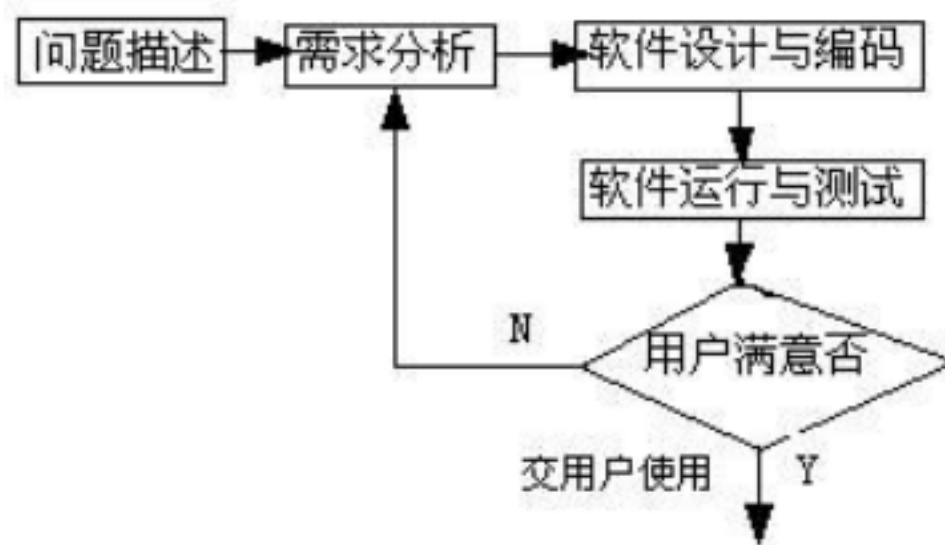 问题描述
需求分析
软件设计与编码
软件运行与测试
用户满意否
N
交用户使用
Y